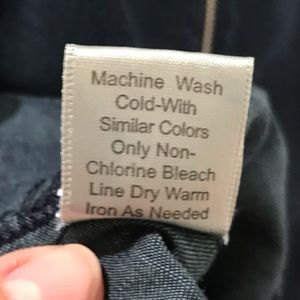 Machine Wash
Cold-With
Similar Colors
Only Non-
Chlorine Bleach
Line Dry Warm
Iron As Needed